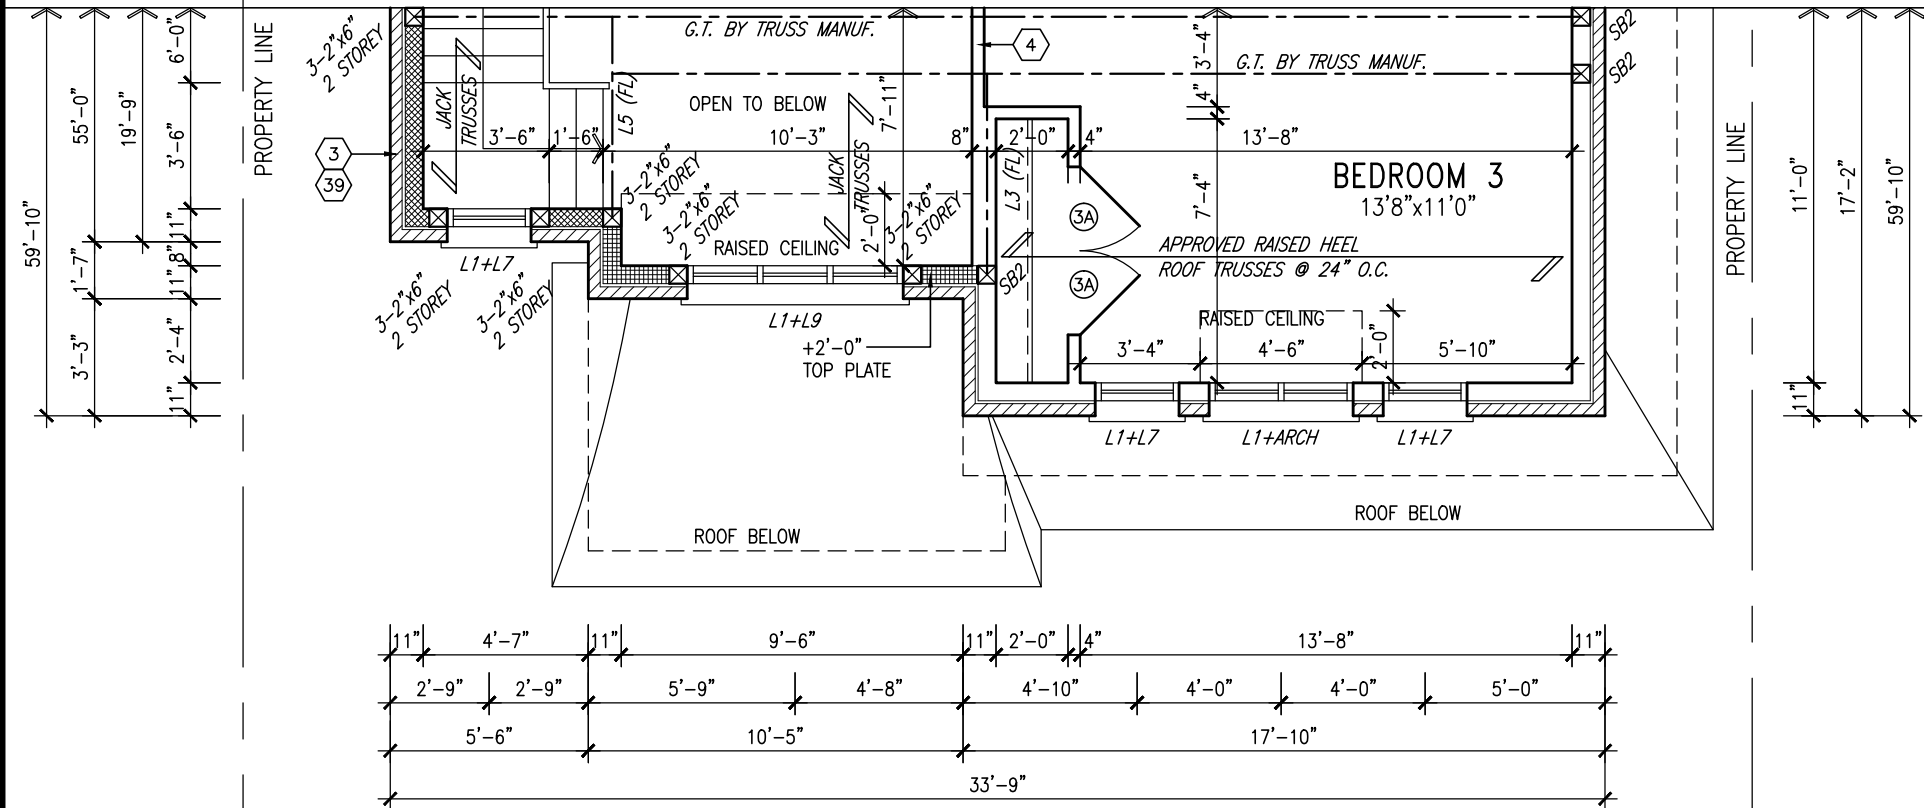 G.T. BY TRUSS MANUF.
4
G.T. BY TRUSS MANUF.
SB2
SB2
3-2"x6"
2 STOREY
PROPERTY LINE
PROPERTY LINE
6'-0"
55'-0"
19'-9"
3'-6"
59'-10"
11"
1'-7"
8"
11"
3'-3"
2'-4"
11"
3
39
JACK
TRUSSES
L5 (FL)
OPEN TO BELOW
7'-11"
3'-4"
4"
3'-6"
1'-6"
10'-3"
8"
2'-0"
4"
13'-8"
BEDROOM 3
13'8"x11'0"
JACK
TRUSSES
L3 (FL)
7'-4"
3A
3A
3-2"x6"
2 STOREY
3-2"x6"
2 STOREY
3-2"x6"
2 STOREY
2'-0"
RAISED CEILING
APPROVED RAISED HEEL
ROOF TRUSSES @ 24" O.C.
SB2
L1+L7
3-2"x6"
2 STOREY
3-2"x6"
2 STOREY
L1+L9
+2'-0"
TOP PLATE
RAISED CEILING
3'-4"
4'-6"
2'-0"
5'-10"
L1+L7
L1+ARCH
L1+L7
11'-0"
17'-2"
59'-10"
11"
ROOF BELOW
ROOF BELOW
11"
4'-7"
11"
9'-6"
11"
2'-0"
4"
13'-8"
11"
2'-9"
2'-9"
5'-9"
4'-8"
4'-10"
4'-0"
4'-0"
5'-0"
5'-6"
10'-5"
17'-10"
33'-9"